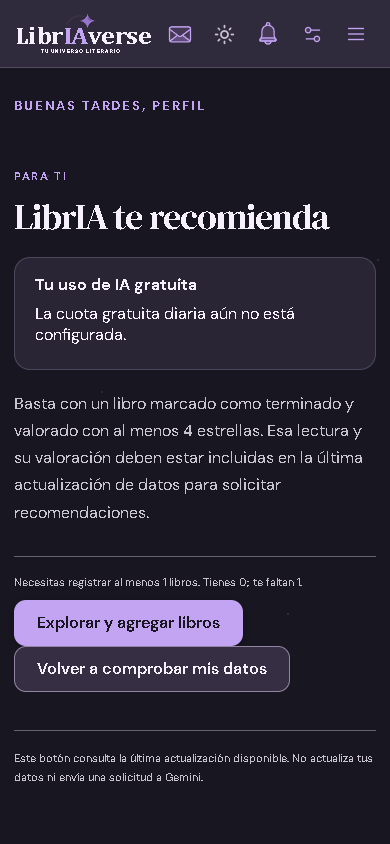 LibrIAverse
TU UNIVERSO LITERARIO
BUENAS TARDES, PERFIL
PARA TI
LibrIA te recomienda
Tu uso de IA gratuita
La cuota gratuita diaria aún no está
configurada.
Basta con un libro marcado como terminado y
valorado con al menos 4 estrellas. Esa lectura y
su valoración deben estar incluidas en la última
actualización de datos para solicitar
recomendaciones.
Necesitas registrar al menos 1 libros. Tienes 0; te faltan 1.
Explorar y agregar libros
Volver a comprobar mis datos
Este botón consulta la última actualización disponible. No actualiza tus
datos ni envía una solicitud a Gemini.